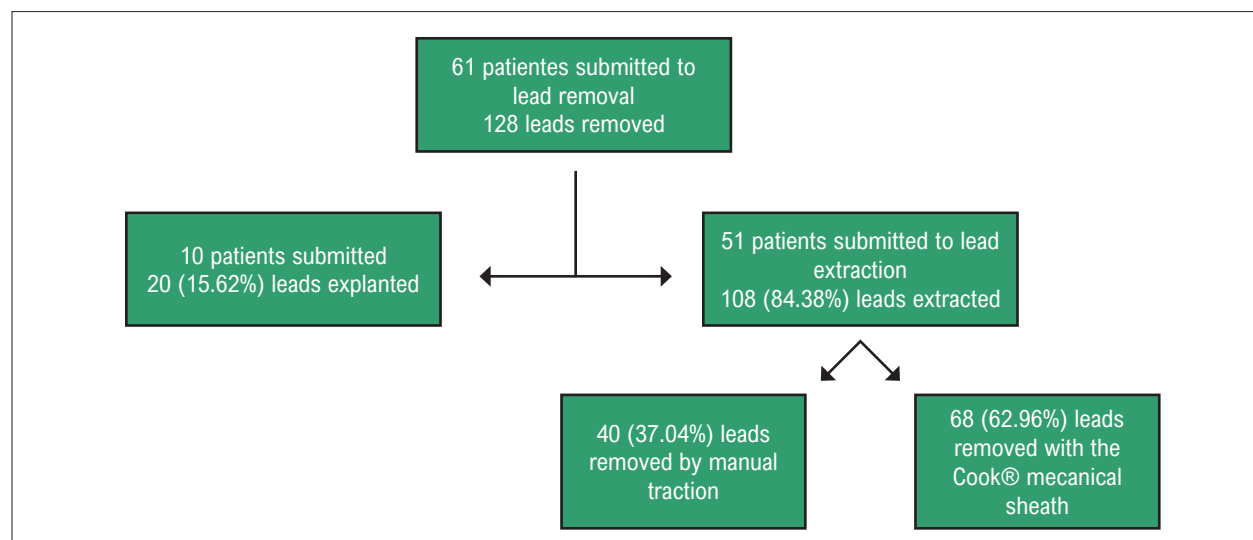 61 patientes submitted to
lead removal
128 leads removed
10 patients submitted
20 (15.62%) leads explanted
51 patients submitted to lead
extraction
108 (84.38%) leads extracted
40 (37.04%) leads
removed by manual
traction
68 (62.96%) leads
removed with the
Cook® mecanical
sheath